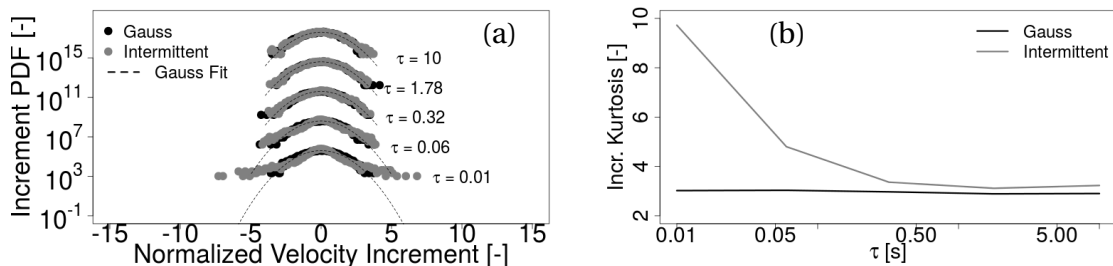 (a)
Gauss
Intermittent
Gauss Fit
Increment PDF [-]
10^15
10^11
10^7
10^3
10^-1
τ = 10
τ = 1.78
τ = 0.32
τ = 0.06
τ = 0.01
-15 -10 -5 0 5 10 15
Normalized Velocity Increment [-]
(b)
Gauss
Intermittent
Incr. Kurtosis [-]
10
8
6
4
2
0.01 0.05 0.50 5.00
τ [s]